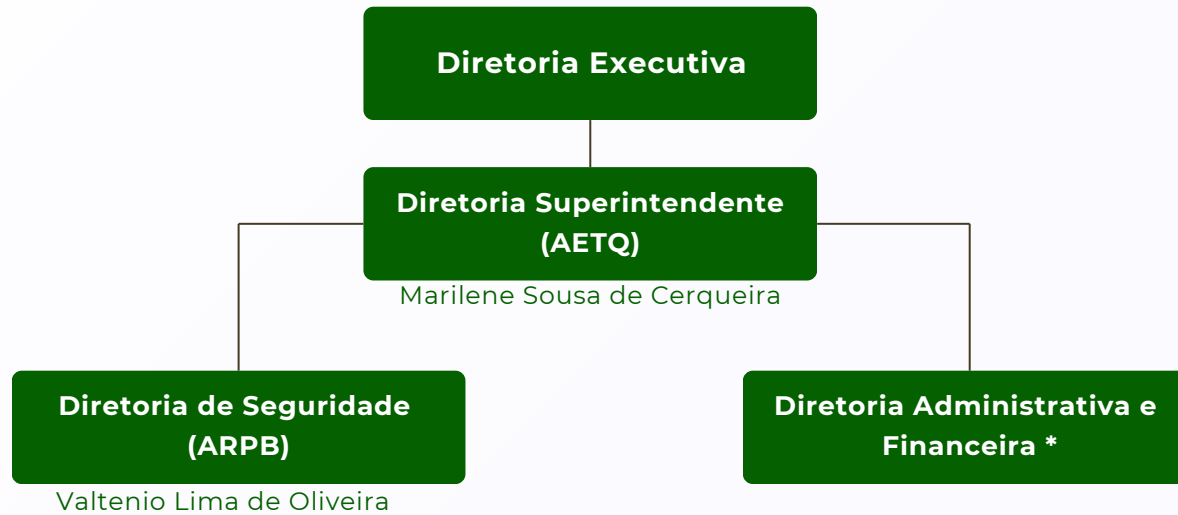 Diretoria Executiva
Diretoria Superintendente
(AETQ)
Marilene Sousa de Cerqueira
Diretoria de Seguridade
(ARPB)
Valtenio Lima de Oliveira
Diretoria Administrativa e
Financeira *